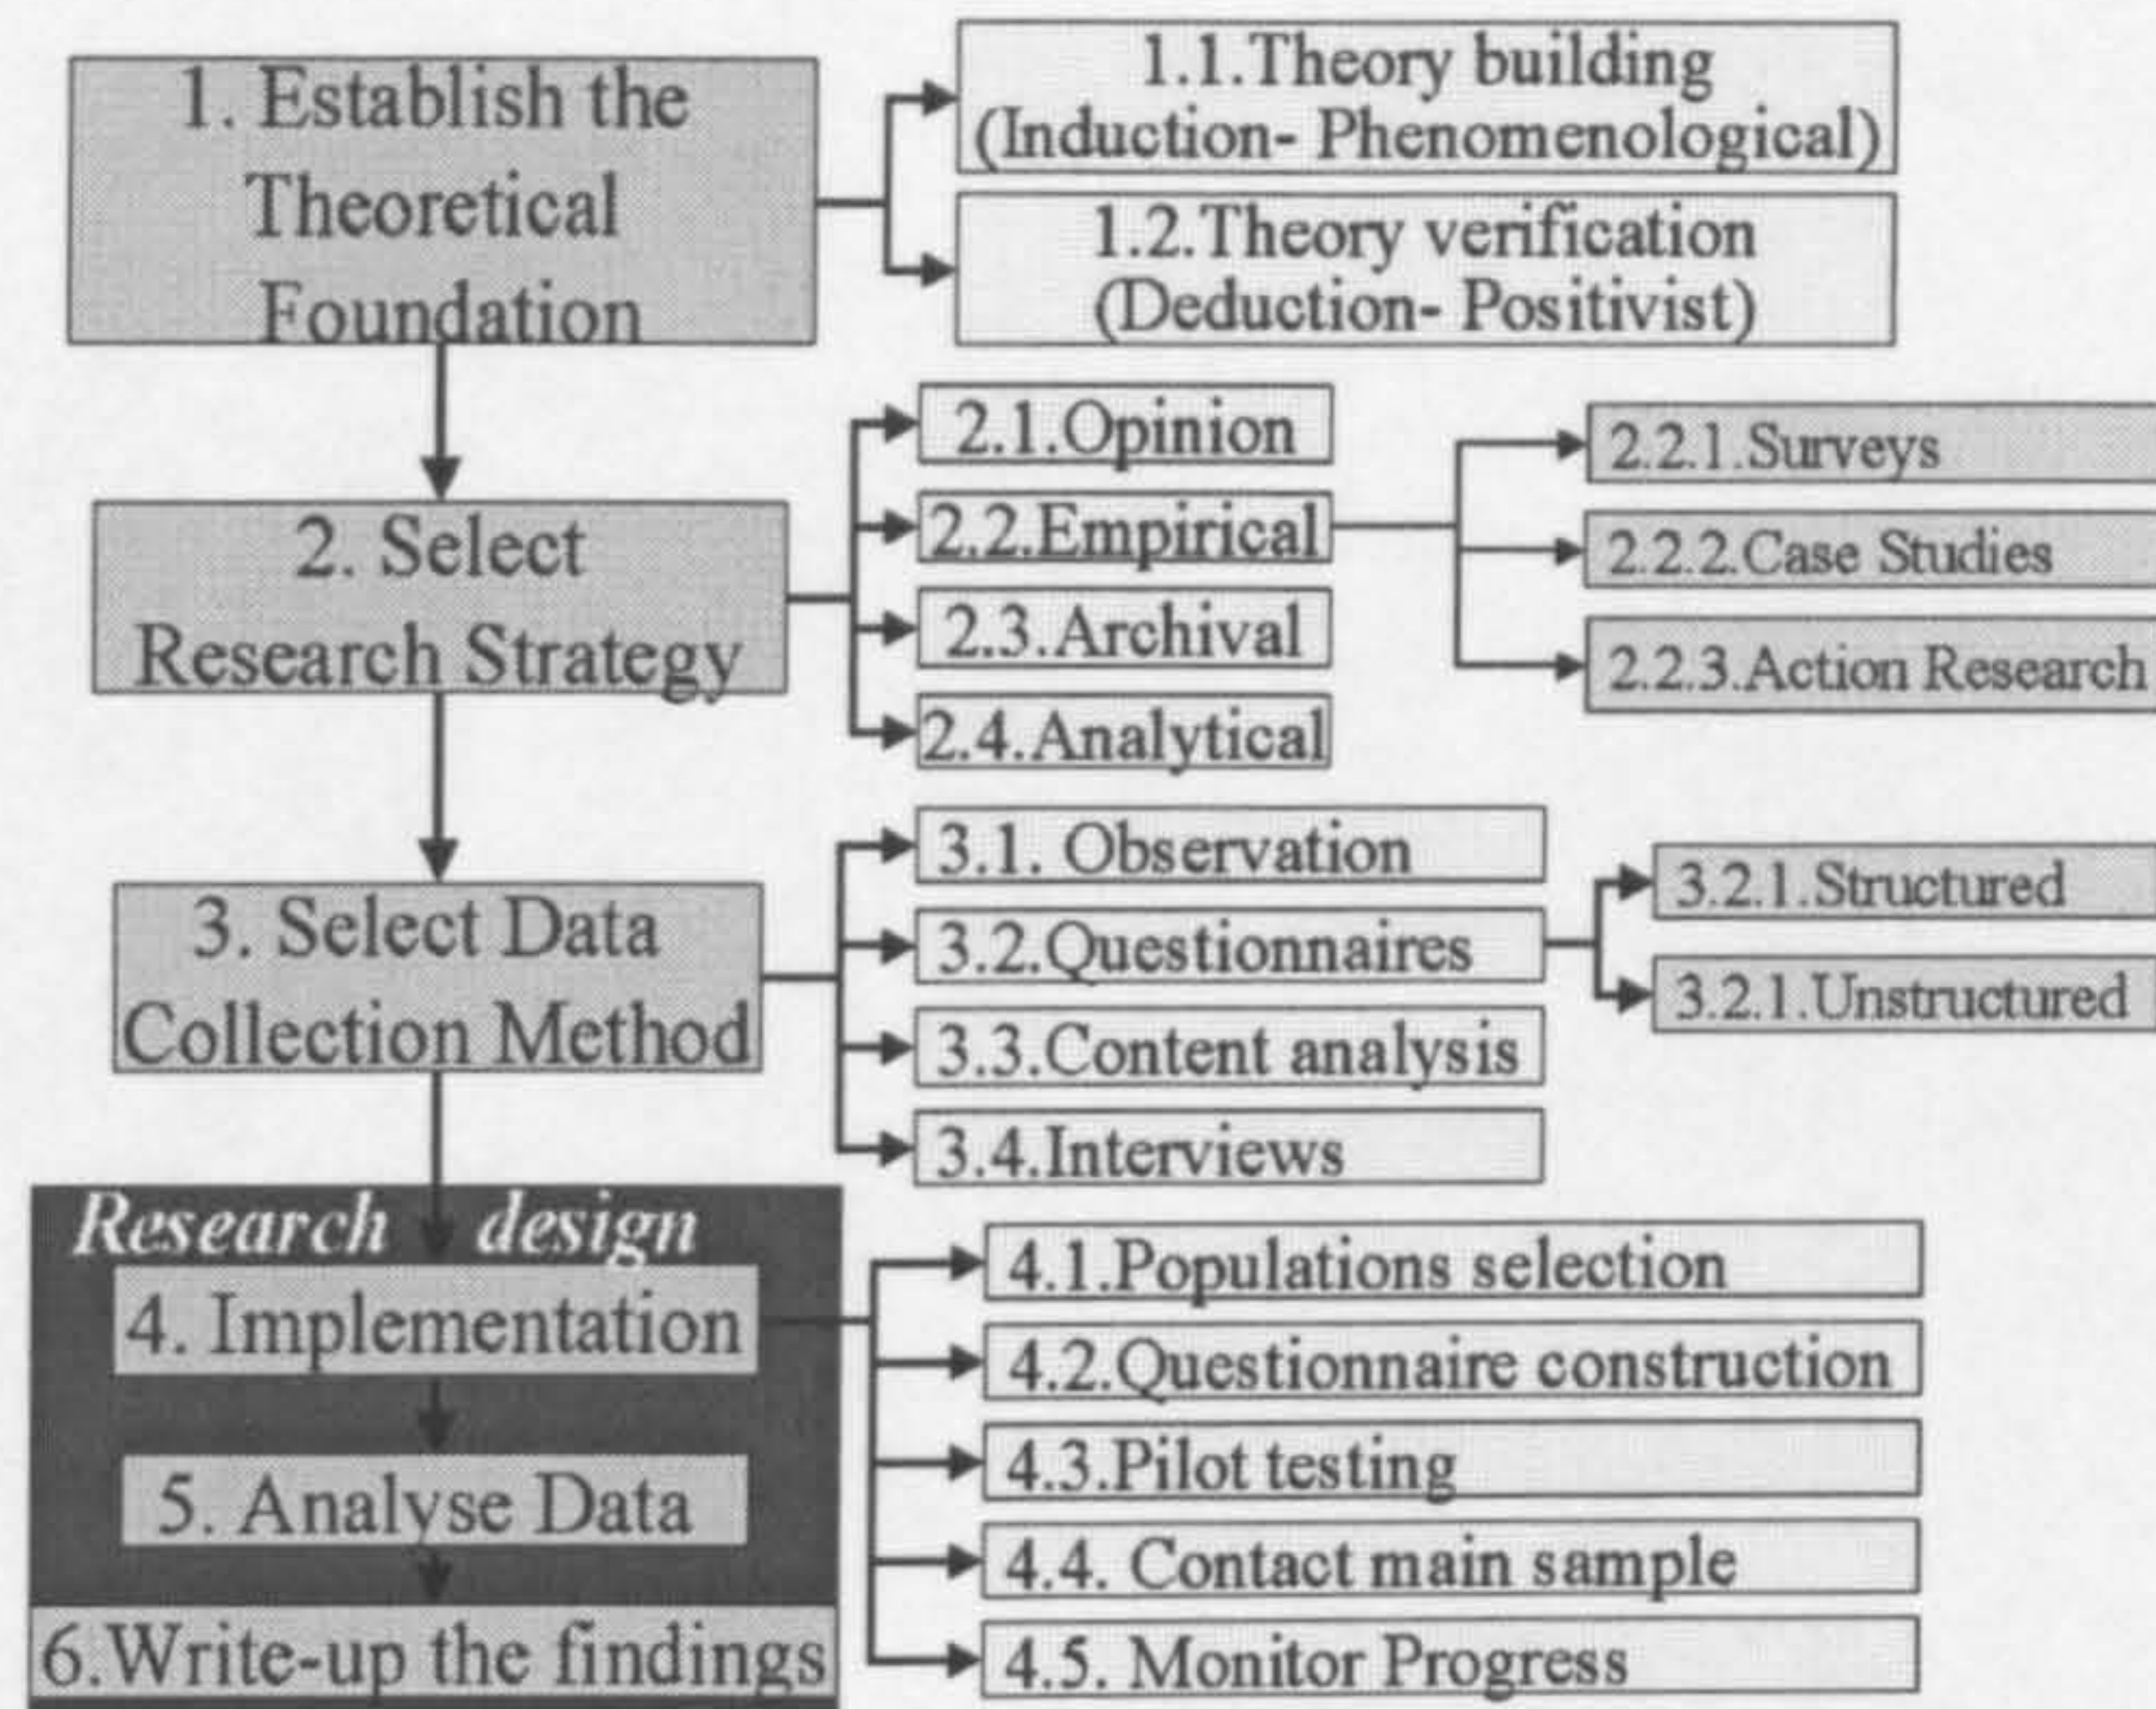 1. Establish the
Theoretical
Foundation
1.1.Theory building
(Induction- Phenomenological)
1.2.Theory verification
(Deduction- Positivist)
2. Select
Research Strategy
2.1.Opinion
2.2.Empirical
2.3.Archival
2.4.Analytical
2.2.1.Surveys
2.2.2.Case Studies
2.2.3.Action Research
3. Select Data
Collection Method
3.1. Observation
3.2.Questionnaires
3.3.Content analysis
3.4.Interviews
3.2.1.Structured
3.2.1.Unstructured
Research design
4. Implementation
5. Analyse Data
6.Write-up the findings
4.1.Populations selection
4.2.Questionnaire construction
4.3.Pilot testing
4.4. Contact main sample
4.5. Monitor Progress